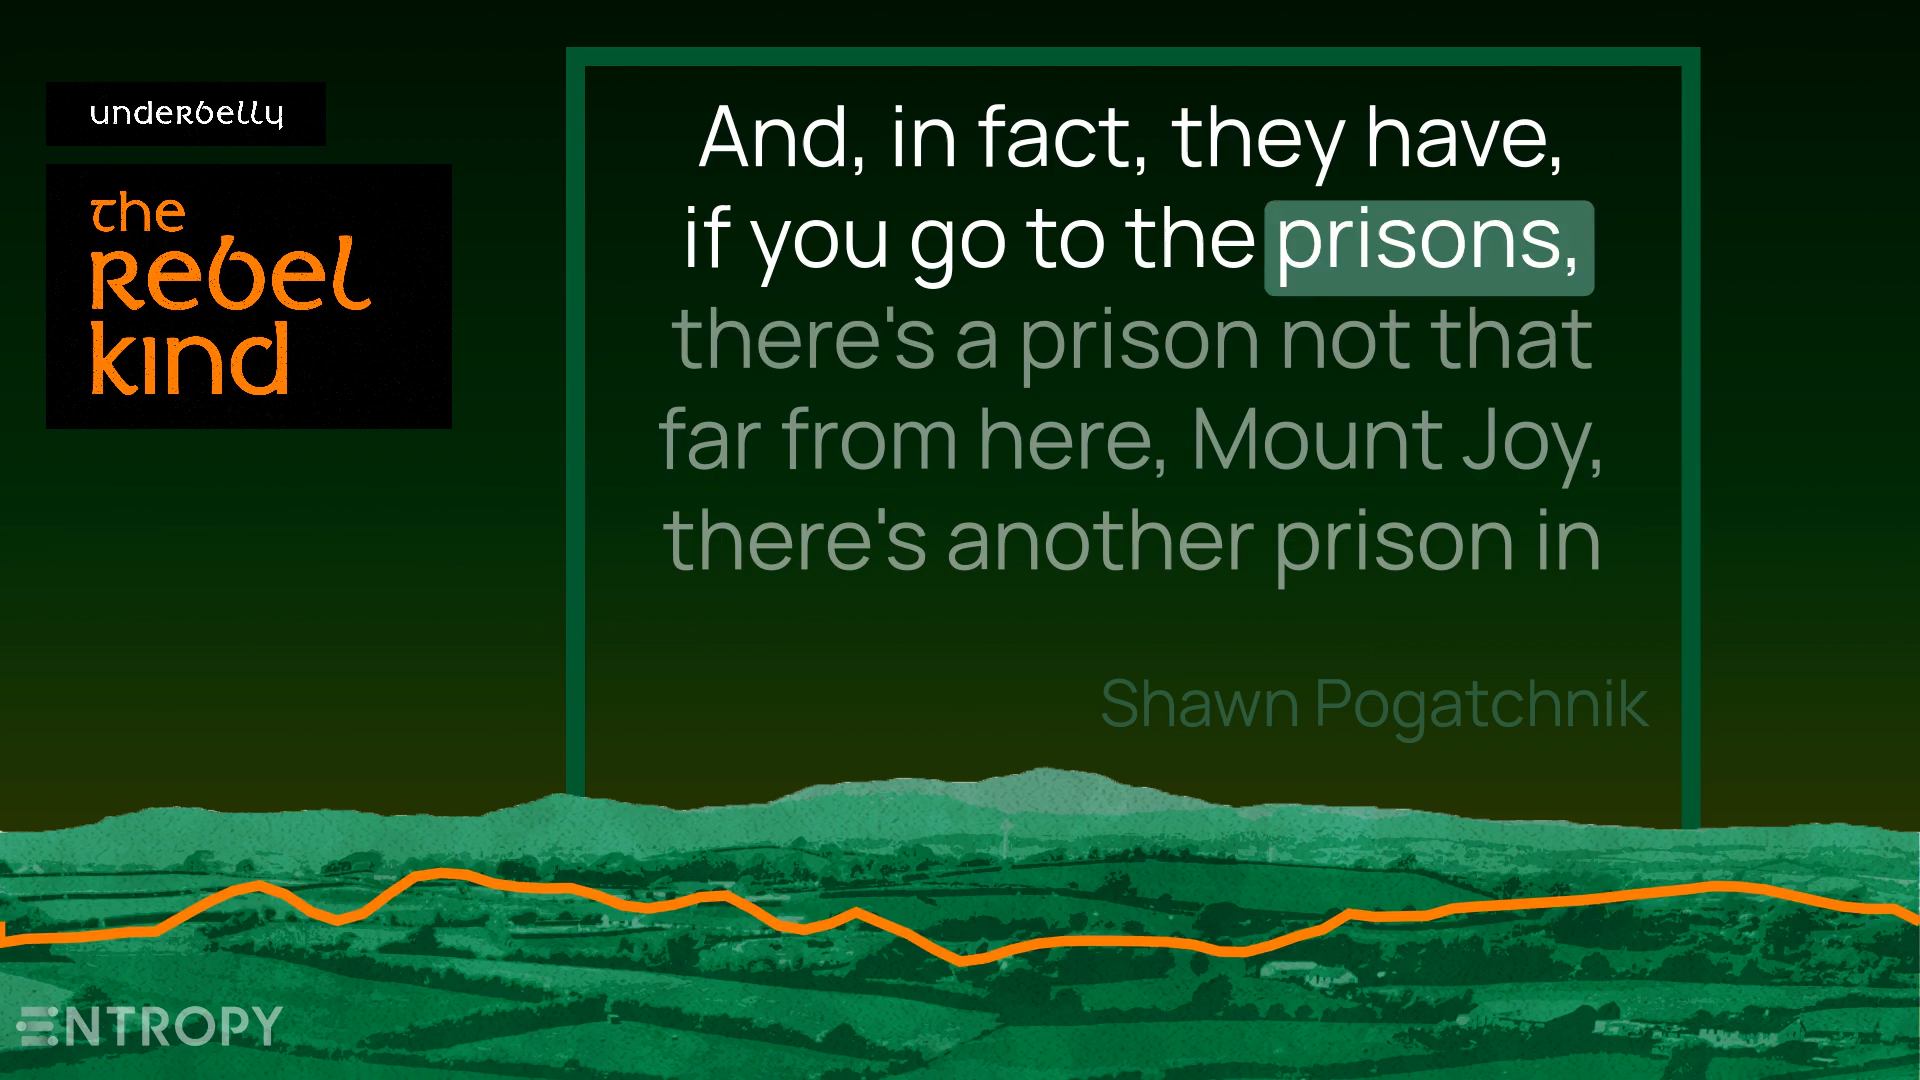 underbelly
the
Rebel
kind
And, in fact, they have,
if you go to the prisons,
there's a prison not that
far from here, Mount Joy,
there's another prison in
Shawn Pogatchnik
ENTROPY